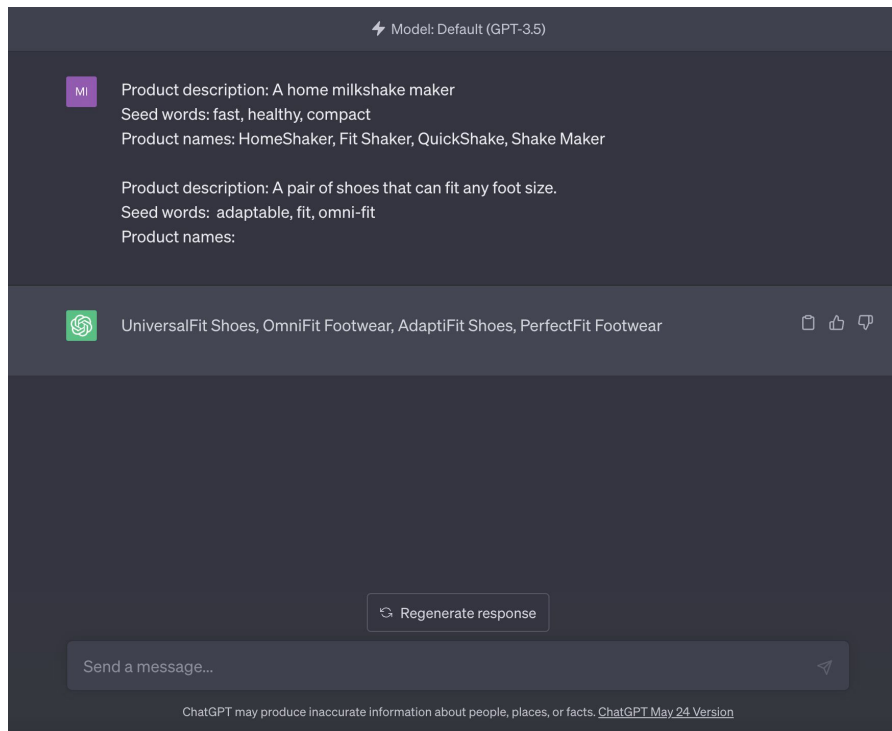 Model: Default (GPT-3.5)
MI
Product description: A home milkshake maker
Seed words: fast, healthy, compact
Product names: HomeShaker, Fit Shaker, QuickShake, Shake Maker
Product description: A pair of shoes that can fit any foot size.
Seed words: adaptable, fit, omni-fit
Product names:
UniversalFit Shoes, OmniFit Footwear, AdaptiFit Shoes, PerfectFit Footwear
Regenerate response
Send a message...
ChatGPT may produce inaccurate information about people, places, or facts. ChatGPT May 24 Version